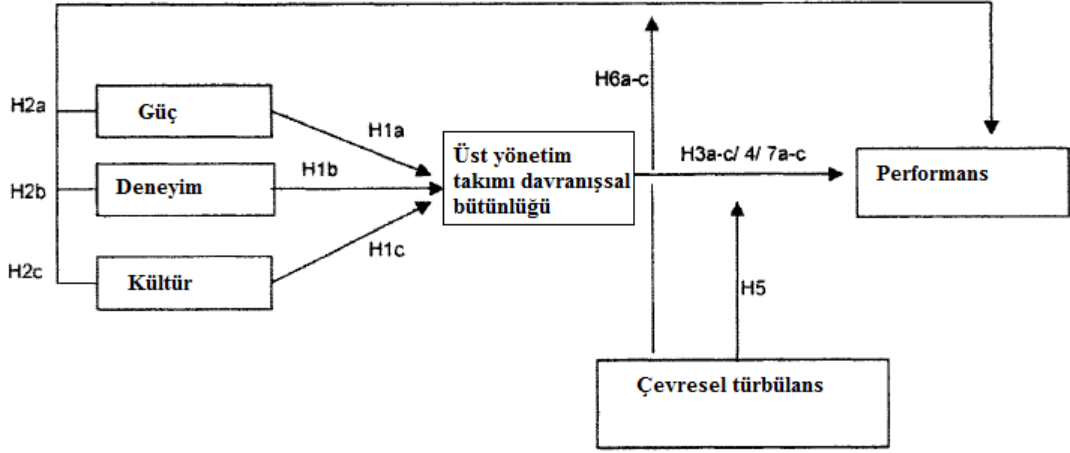 H6a-c
H2a
Güç
H1a
Üst yönetim
takımı davranışsal
bütünlüğü
H3a-c/ 4/ 7a-c
Performans
H2b
Deneyim
H1b
H2c
Kültür
H1c
H5
Çevresel türbülans